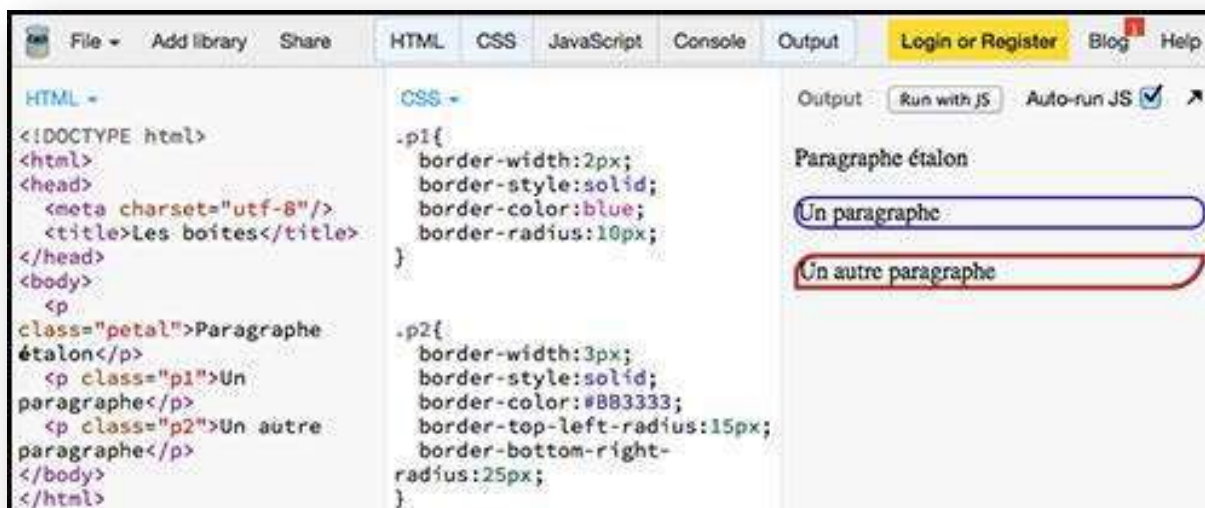 File Add library Share HTML CSS JavaScript Console Output Login or Register Blog 1 Help
HTML
<!DOCTYPE html>
<html>
<head>
<meta charset="utf-8"/>
<title>Les boites</title>
</head>
<body>
<p
class="petal">Paragraphe
étalon</p>
<p class="p1">Un
paragraphe</p>
<p class="p2">Un autre
paragraphe</p>
</body>
</html>
CSS
.p1{
border-width:2px;
border-style:solid;
border-color:blue;
border-radius:10px;
}
.p2{
border-width:3px;
border-style:solid;
border-color:#BB3333;
border-top-left-radius:15px;
border-bottom-right-
radius:25px;
}
Output Run with JS Auto-run JS
Paragraphe étalon
Un paragraphe
Un autre paragraphe